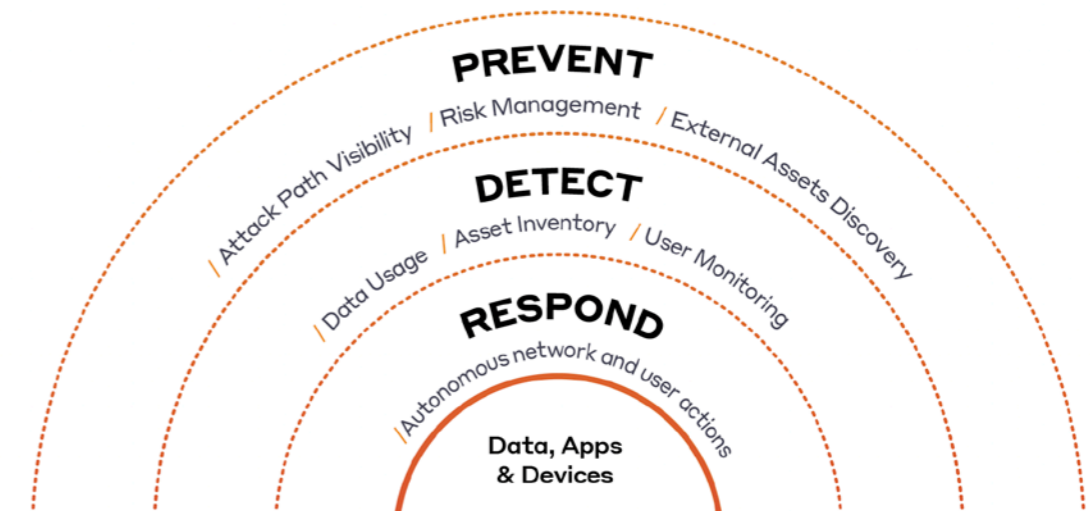 PREVENT
/ Attack Path Visibility / Risk Management / External Assets Discovery
DETECT
/ Data Usage / Asset Inventory / User Monitoring
RESPOND
/ Autonomous network and user actions
Data, Apps
& Devices